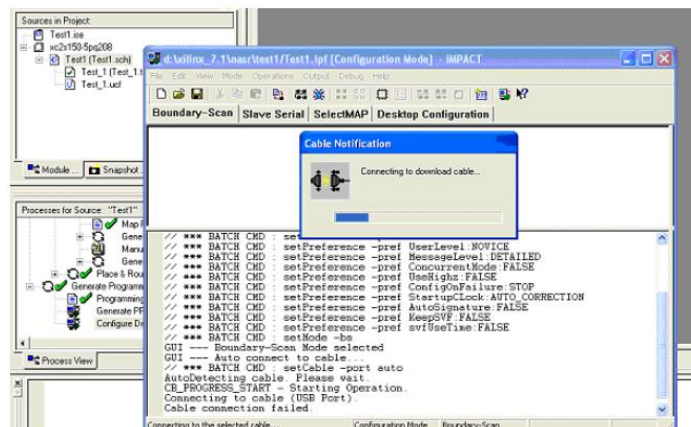 Sources in Project:
Test1.ise
xc2s150-5pq208
Test1 (Test1.sch)
Test_1 (Test_1.t
Test_1.ucf
Module ...
Snapshot
Processes for Source: "Test1"
Map R
Gene
Manu
Gene
Place & Rou
Generate Programm
Programming
Generate PR
Configure De
Process View
d:\xilinx_7.1\nasr\test1/Test1.ipf [Configuration Mode] - iMPACT
File Edit View Mode Operations Output Debug Help
Boundary-Scan Slave Serial SelectMAP Desktop Configuration
Cable Notification
Connecting to download cable...
// *** BATCH CMD : setP
// *** BATCH CMD : setPreference -pref UserLevel:NOVICE
// *** BATCH CMD : setPreference -pref MessageLevel:DETAILED
// *** BATCH CMD : setPreference -pref ConcurrentMode:FALSE
// *** BATCH CMD : setPreference -pref UseHighz:FALSE
// *** BATCH CMD : setPreference -pref ConfigOnFailure:STOP
// *** BATCH CMD : setPreference -pref StartupCLock:AUTO_CORRECTION
// *** BATCH CMD : setPreference -pref AutoSignature:FALSE
// *** BATCH CMD : setPreference -pref KeepSVF:FALSE
// *** BATCH CMD : setPreference -pref svfUseTime:FALSE
// *** BATCH CMD : setMode -bs
GUI --- Boundary-Scan Mode selected
GUI --- Auto connect to cable...
// *** BATCH CMD : setCable -port auto
AutoDetecting cable. Please wait.
CB_PROGRESS_START - Starting Operation.
Connecting to cable (USB Port).
Cable connection failed.
Connecting to the selected cable... Configuration Mode Boundary-Scan